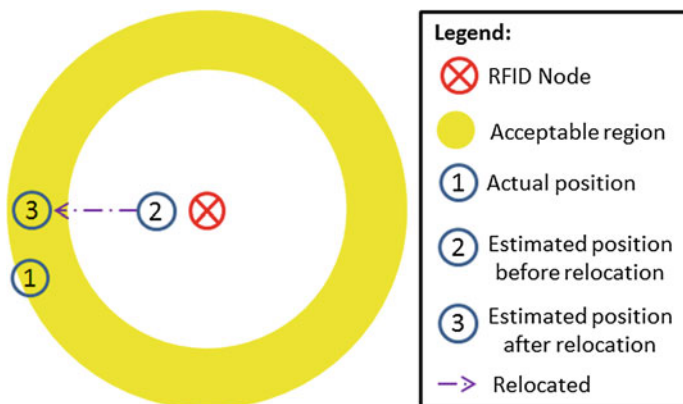 3
2
1
Legend:
RFID Node
Acceptable region
1 Actual position
2 Estimated position
before relocation
3 Estimated position
after relocation
Relocated